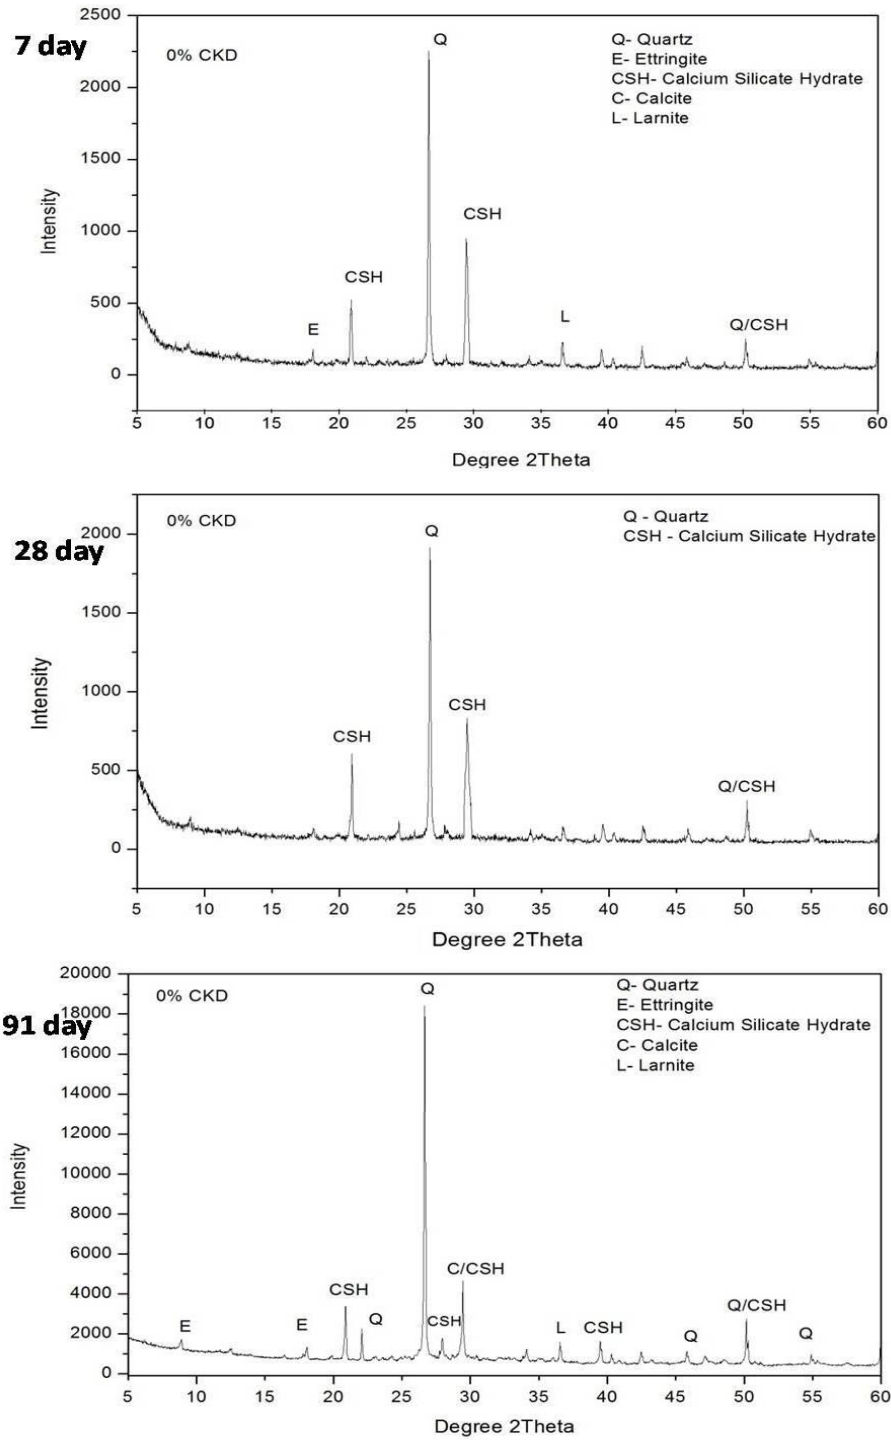 7 day
0% CKD
Q- Quartz
E- Ettringite
CSH- Calcium Silicate Hydrate
C- Calcite
L- Larnite
Intensity
2500
2000
1500
1000
500
0
E
CSH
Q
CSH
L
Q/CSH
5 10 15 20 25 30 35 40 45 50 55 60
Degree 2Theta
28 day
0% CKD
Q - Quartz
CSH - Calcium Silicate Hydrate
Intensity
2000
1500
1000
500
0
CSH
Q
CSH
Q/CSH
5 10 15 20 25 30 35 40 45 50 55 60
Degree 2Theta
91 day
0% CKD
Q- Quartz
E- Ettringite
CSH- Calcium Silicate Hydrate
C- Calcite
L- Larnite
Intensity
20000
18000
16000
14000
12000
10000
8000
6000
4000
2000
0
E
E
CSH
Q
Q
CSH
C/CSH
L
CSH
Q
Q/CSH
Q
5 10 15 20 25 30 35 40 45 50 55 60
Degree 2Theta